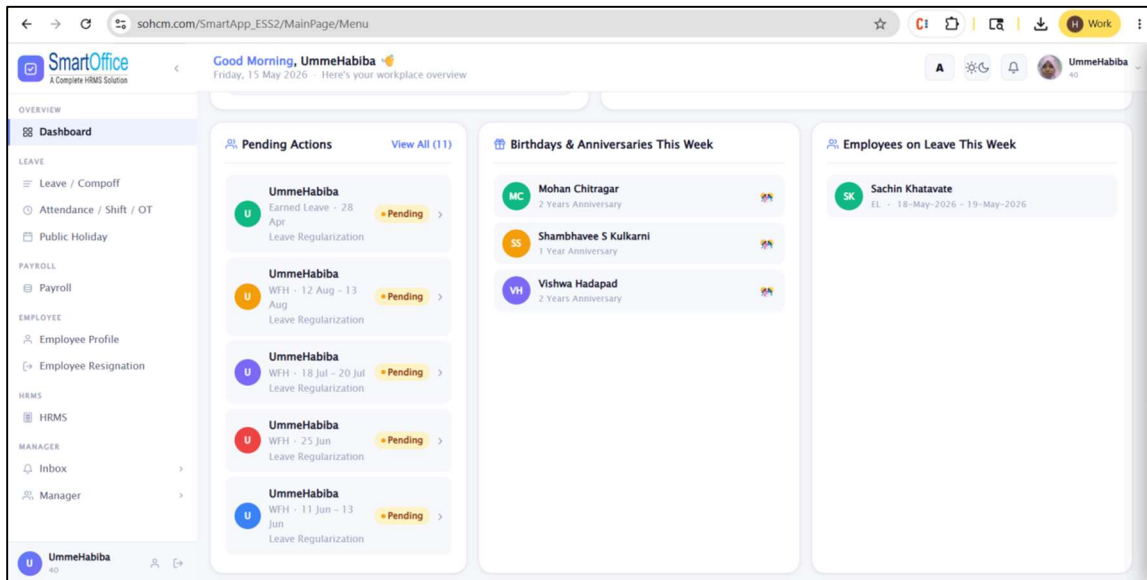 sohcm.com/SmartApp_ESS2/MainPage/Menu
H Work
SmartOffice
A Complete HRMS Solution
Good Morning, UmmeHabiba
Friday, 15 May 2026 · Here's your workplace overview
A
UmmeHabiba
40
OVERVIEW
Dashboard
LEAVE
Leave / Compoff
Attendance / Shift / OT
Public Holiday
PAYROLL
Payroll
EMPLOYEE
Employee Profile
Employee Resignation
HRMS
HRMS
MANAGER
Inbox
Manager
U UmmeHabiba
40
Pending Actions View All (11)
UmmeHabiba
U Earned Leave · 28 Pending
Apr
Leave Regularization
UmmeHabiba
U WFH · 12 Aug – 13 Pending
Aug
Leave Regularization
UmmeHabiba
U WFH · 18 Jul – 20 Jul Pending
Leave Regularization
UmmeHabiba
U WFH · 25 Jun Pending
Leave Regularization
UmmeHabiba
U WFH · 11 Jun – 13 Pending
Jun
Leave Regularization
Birthdays & Anniversaries This Week
MC Mohan Chitragar
2 Years Anniversary
SS Shambhavee S Kulkarni
1 Year Anniversary
VH Vishwa Hadapad
2 Years Anniversary
Employees on Leave This Week
SK Sachin Khatavate
EL · 18-May-2026 – 19-May-2026